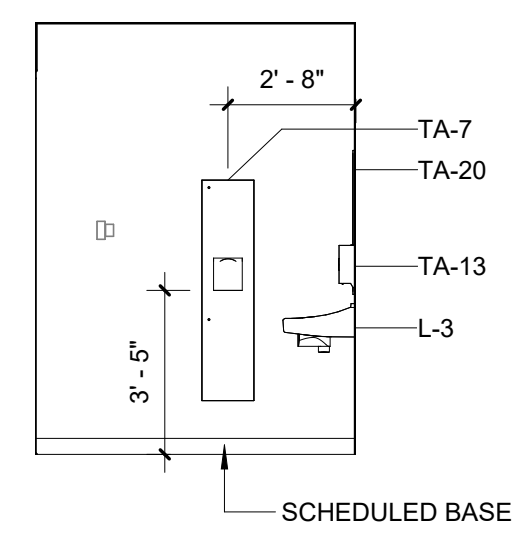 2' - 8"
TA-7
TA-20
TA-13
L-3
3' - 5"
SCHEDULED BASE